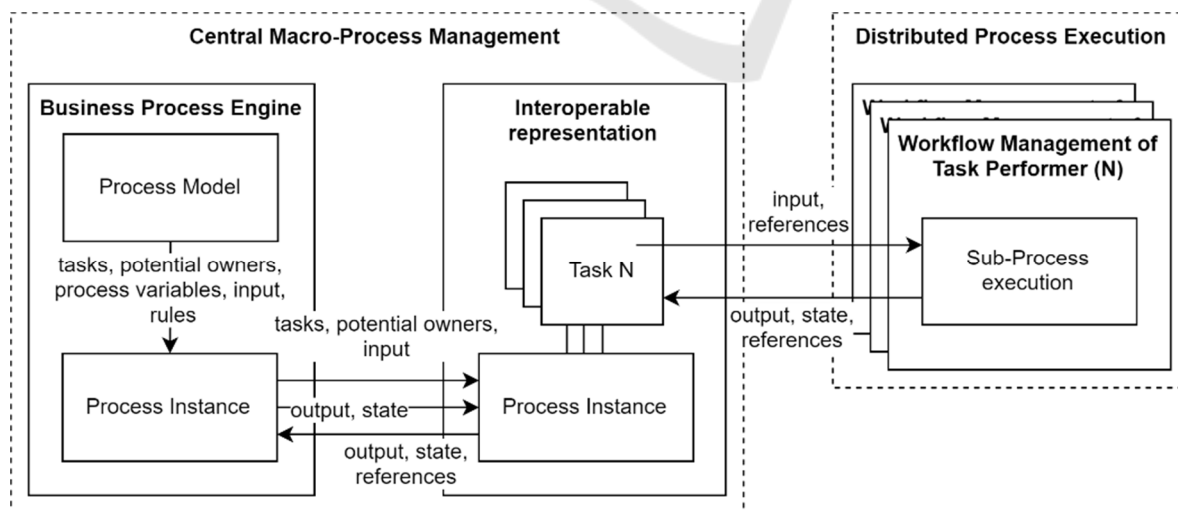 Central Macro-Process Management
Distributed Process Execution
Business Process Engine
Process Model
tasks, potential owners,
process variables, input,
rules
Process Instance
tasks, potential owners,
input
output, state
output, state,
references
Interoperable
representation
Task N
Process Instance
input,
references
output, state,
references
Workflow Management of
Task Performer (N)
Sub-Process
execution